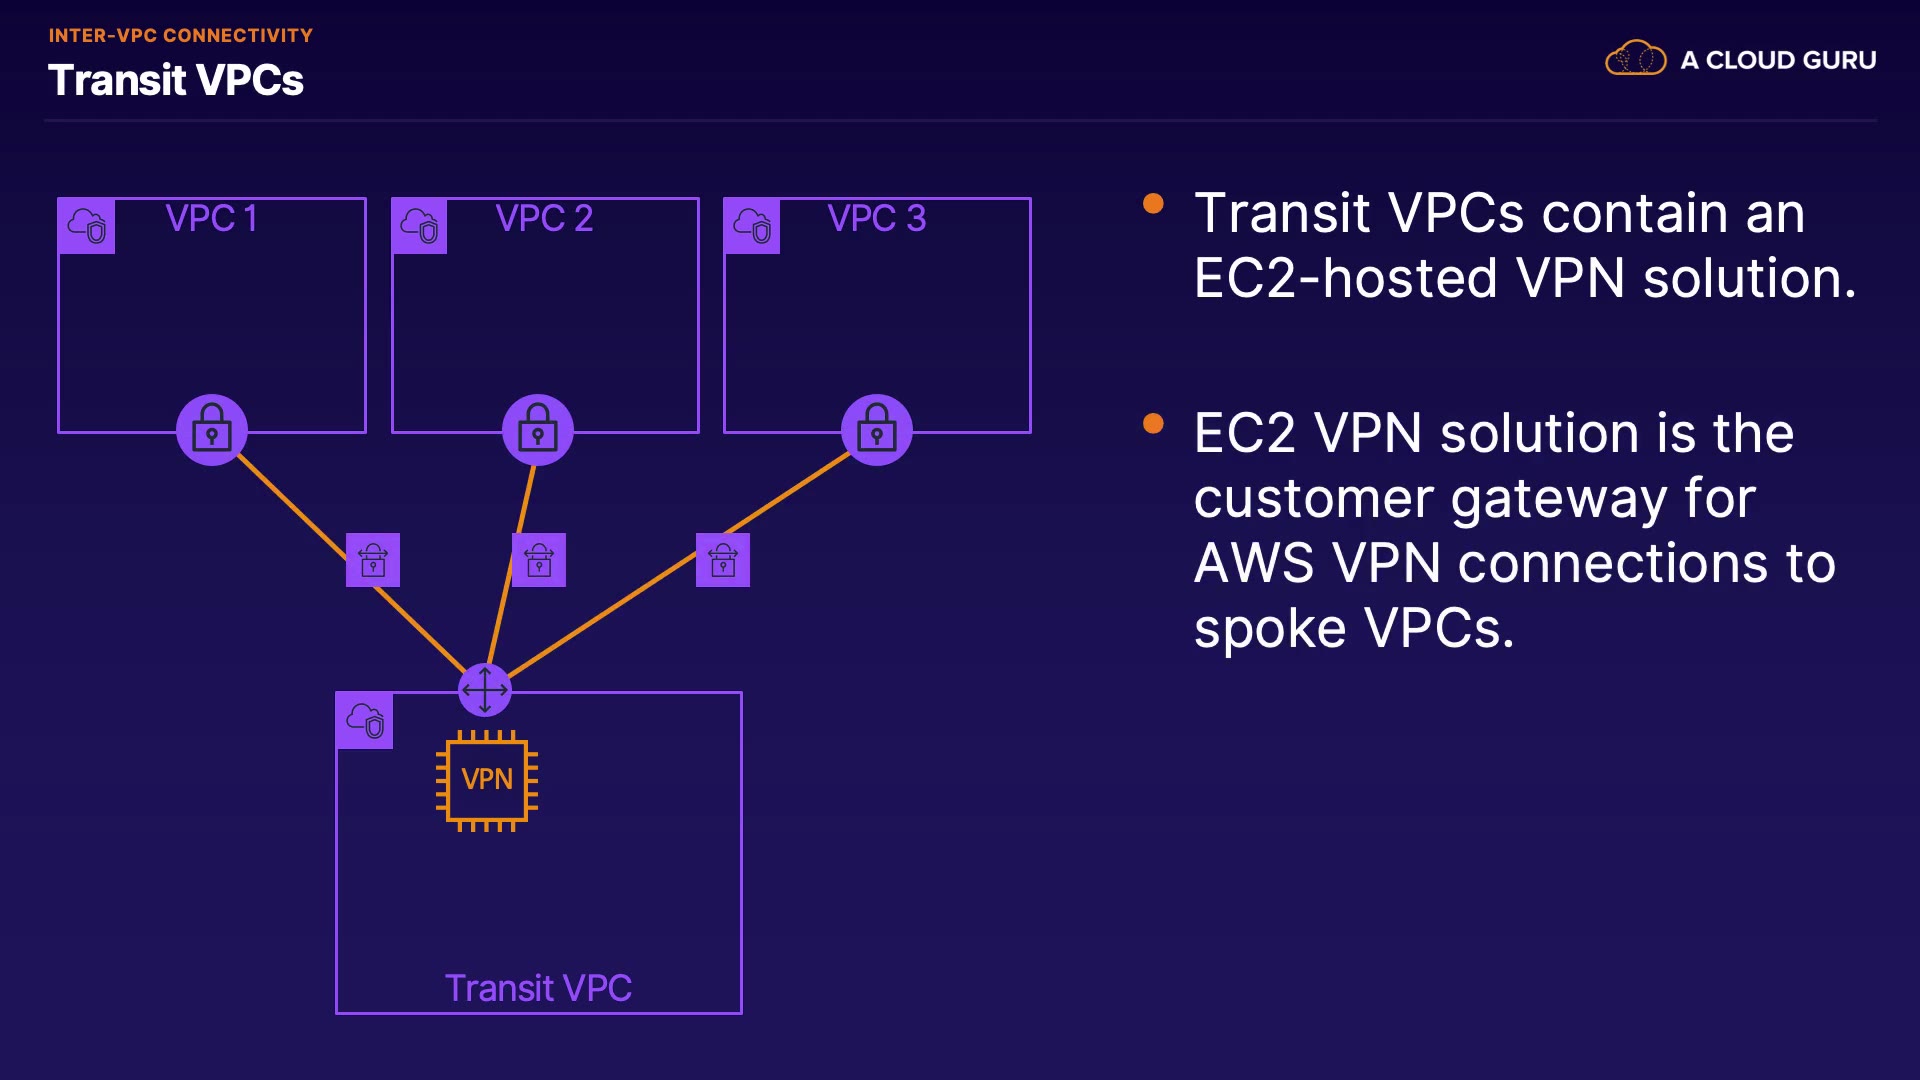 INTER-VPC CONNECTIVITY
Transit VPCs
A CLOUD GURU
VPC 1
VPC 2
VPC 3
VPN
Transit VPC
Transit VPCs contain an
EC2-hosted VPN solution.
EC2 VPN solution is the
customer gateway for
AWS VPN connections to
spoke VPCs.